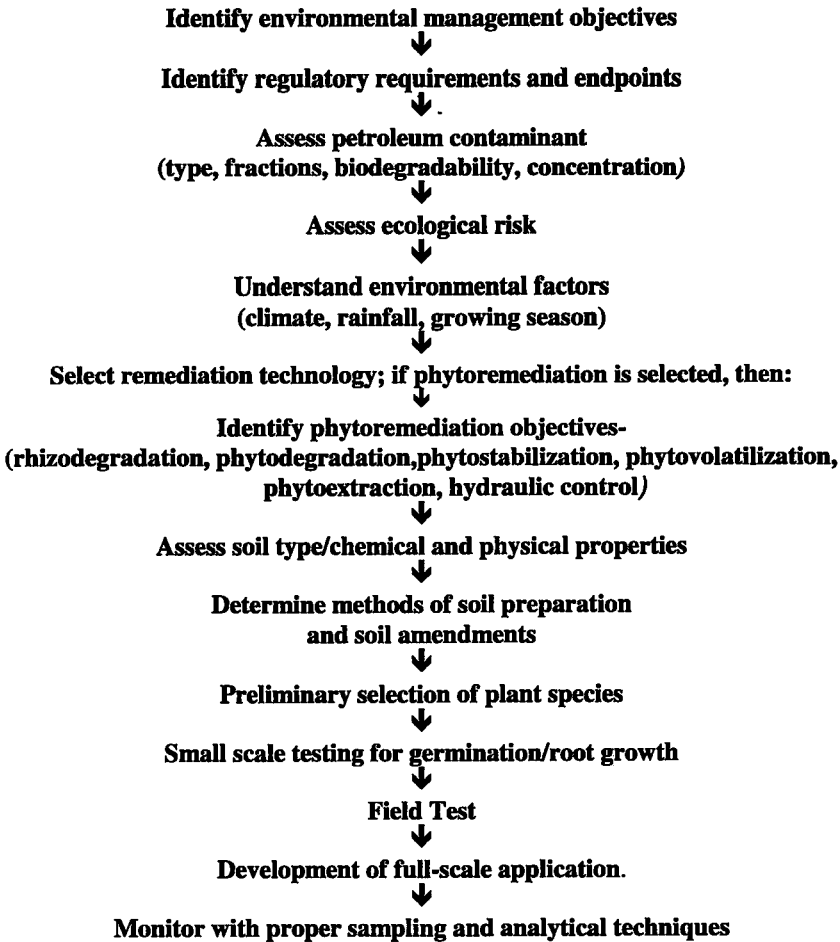 Identify environmental management objectives
Identify regulatory requirements and endpoints
Assess petroleum contaminant
(type, fractions, biodegradability, concentration)
Assess ecological risk
Understand environmental factors
(climate, rainfall, growing season)
Select remediation technology; if phytoremediation is selected, then:
Identify phytoremediation objectives-
(rhizodegradation, phytodegradation,phytostabilization, phytovolatilization,
phytoextraction, hydraulic control)
Assess soil type/chemical and physical properties
Determine methods of soil preparation
and soil amendments
Preliminary selection of plant species
Small scale testing for germination/root growth
Field Test
Development of full-scale application.
Monitor with proper sampling and analytical techniques